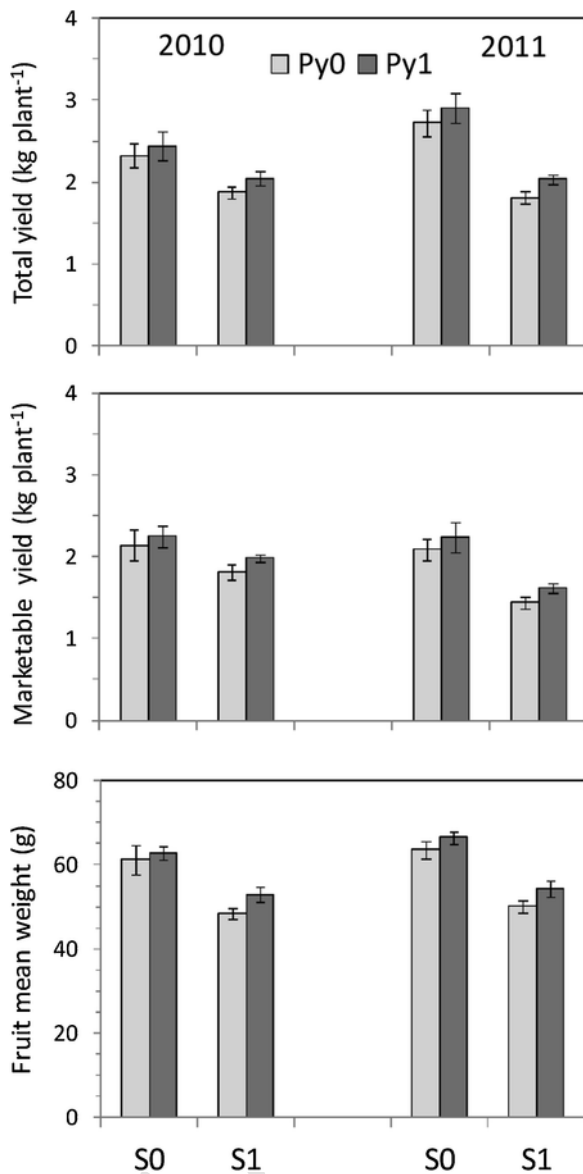 2010
2011
Py0
Py1
Total yield (kg plant⁻¹)
4
3
2
1
0
Marketable yield (kg plant⁻¹)
4
3
2
1
0
Fruit mean weight (g)
80
60
40
20
0
S0
S1
S0
S1